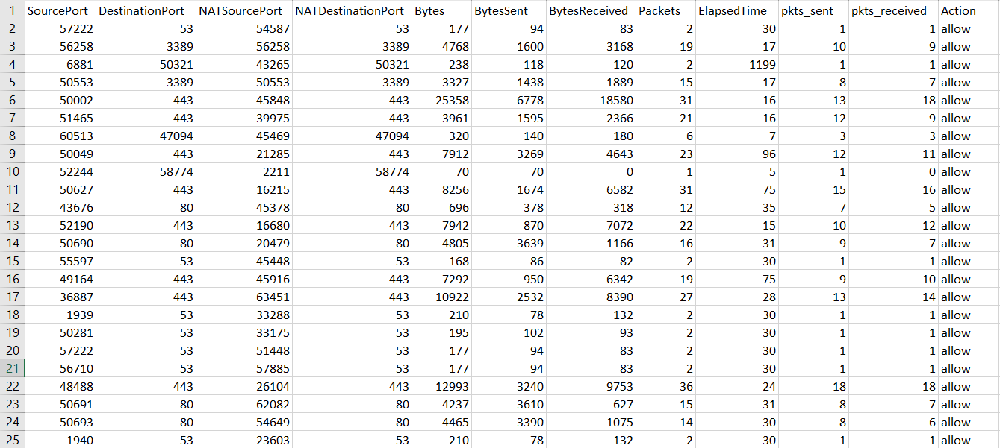 1 SourcePort DestinationPort NATSourcePort NATDestinationPort Bytes BytesSent BytesReceived Packets ElapsedTime pkts_sent pkts_received Action
2 57222 53 54587 53 177 94 83 2 30 1 1 allow
3 56258 3389 56258 3389 4768 1600 3168 19 17 10 9 allow
4 6881 50321 43265 50321 238 118 120 2 1199 1 1 allow
5 50553 3389 50553 3389 3327 1438 1889 15 17 8 7 allow
6 50002 443 45848 443 25358 6778 18580 31 16 13 18 allow
7 51465 443 39975 443 3961 1595 2366 21 16 12 9 allow
8 60513 47094 45469 47094 320 140 180 6 7 3 3 allow
9 50049 443 21285 443 7912 3269 4643 23 96 12 11 allow
10 52244 58774 2211 58774 70 70 0 1 5 1 0 allow
11 50627 443 16215 443 8256 1674 6582 31 75 15 16 allow
12 43676 80 45378 80 696 378 318 12 35 7 5 allow
13 52190 443 16680 443 7942 870 7072 22 15 10 12 allow
14 50690 80 20479 80 4805 3639 1166 16 31 9 7 allow
15 55597 53 45448 53 168 86 82 2 30 1 1 allow
16 49164 443 45916 443 7292 950 6342 19 75 9 10 allow
17 36887 443 63451 443 10922 2532 8390 27 28 13 14 allow
18 1939 53 33288 53 210 78 132 2 30 1 1 allow
19 50281 53 33175 53 195 102 93 2 30 1 1 allow
20 57222 53 51448 53 177 94 83 2 30 1 1 allow
21 56710 53 57885 53 177 94 83 2 30 1 1 allow
22 48488 443 26104 443 12993 3240 9753 36 24 18 18 allow
23 50691 80 62082 80 4237 3610 627 15 31 8 7 allow
24 50693 80 54649 80 4465 3390 1075 14 30 8 6 allow
25 1940 53 23603 53 210 78 132 2 30 1 1 allow